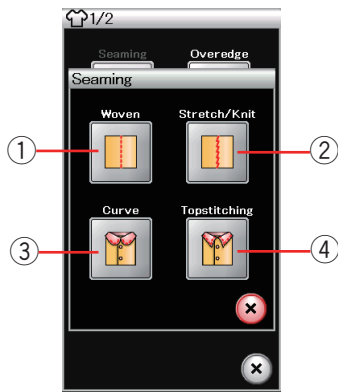 1/2
Seaming Overedge
Seaming
Woven Stretch/Knit
1 2
Curve Topstitching
3 4